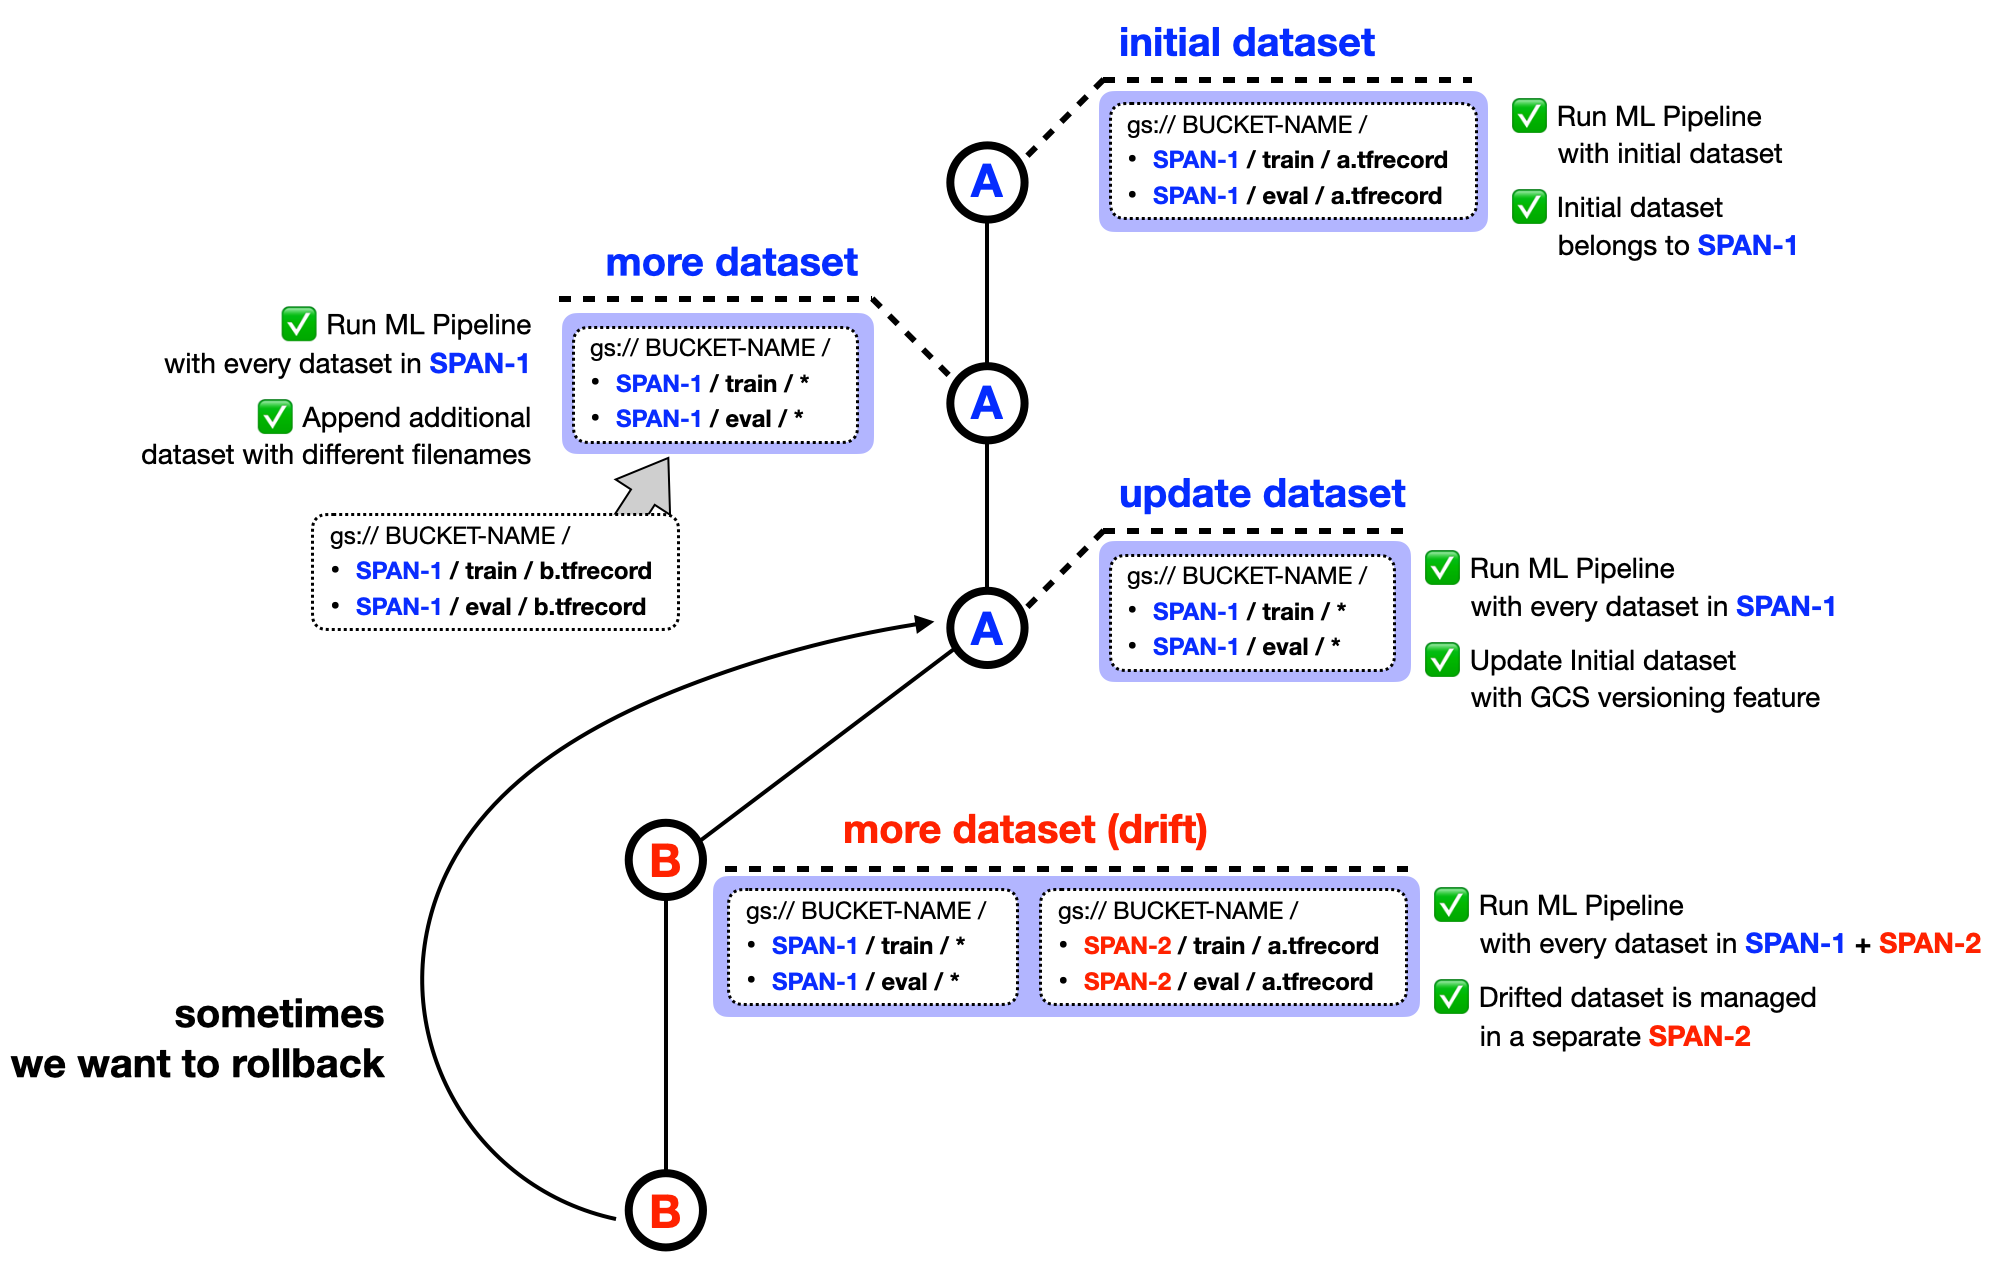 initial dataset
gs:// BUCKET-NAME /
• SPAN-1 / train / a.tfrecord
• SPAN-1 / eval / a.tfrecord
✅ Run ML Pipeline
with initial dataset
✅ Initial dataset
belongs to SPAN-1
A
more dataset
✅ Run ML Pipeline
with every dataset in SPAN-1
✅ Append additional
dataset with different filenames
gs:// BUCKET-NAME /
• SPAN-1 / train / *
• SPAN-1 / eval / *
A
gs:// BUCKET-NAME /
• SPAN-1 / train / b.tfrecord
• SPAN-1 / eval / b.tfrecord
update dataset
gs:// BUCKET-NAME /
• SPAN-1 / train / *
• SPAN-1 / eval / *
✅ Run ML Pipeline
with every dataset in SPAN-1
✅ Update Initial dataset
with GCS versioning feature
A
more dataset (drift)
B
gs:// BUCKET-NAME /
• SPAN-1 / train / *
• SPAN-1 / eval / *
gs:// BUCKET-NAME /
• SPAN-2 / train / a.tfrecord
• SPAN-2 / eval / a.tfrecord
✅ Run ML Pipeline
with every dataset in SPAN-1 + SPAN-2
✅ Drifted dataset is managed
in a separate SPAN-2
sometimes
we want to rollback
B